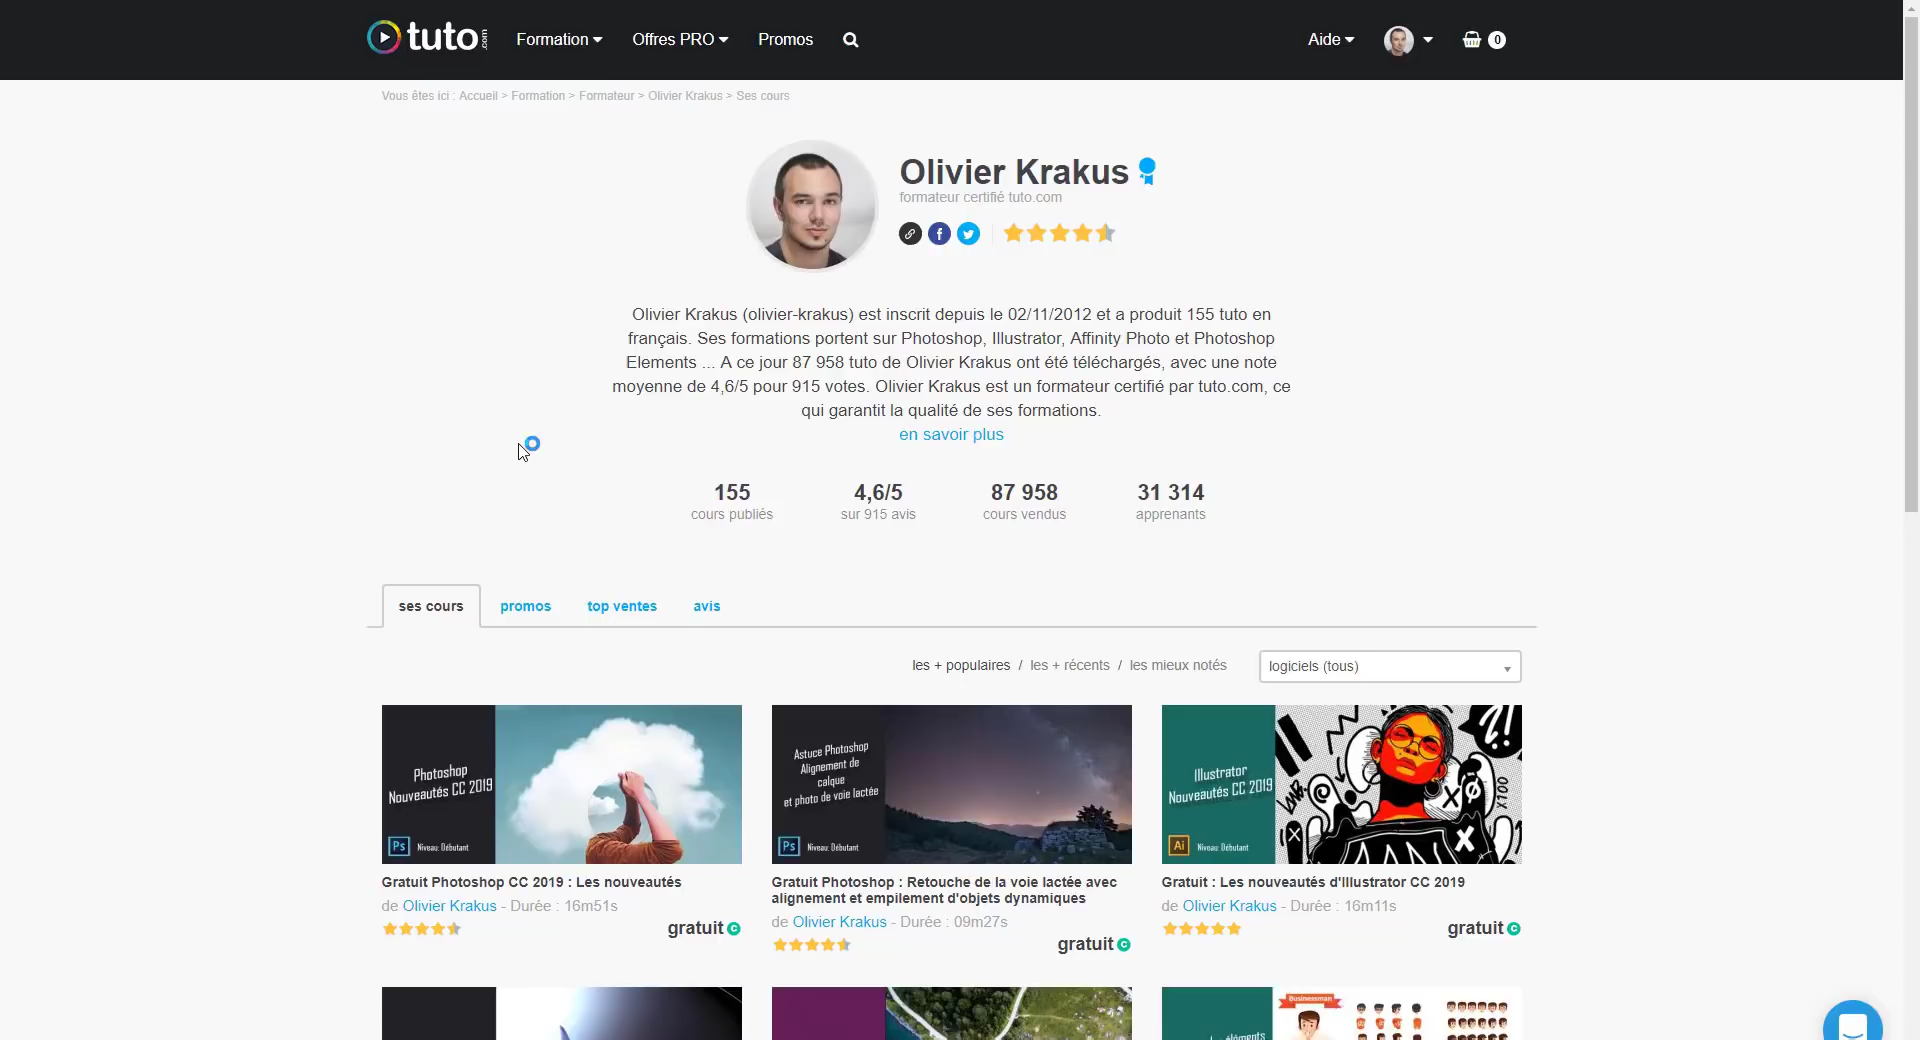 tuto.com
Formation
Offres PRO
Promos
Aide
0
Vous êtes ici : Accueil > Formation > Formateur > Olivier Krakus > Ses cours
Olivier Krakus
formateur certifié tuto.com
Olivier Krakus (olivier-krakus) est inscrit depuis le 02/11/2012 et a produit 155 tuto en
français. Ses formations portent sur Photoshop, Illustrator, Affinity Photo et Photoshop
Elements ... A ce jour 87 958 tuto de Olivier Krakus ont été téléchargés, avec une note
moyenne de 4,6/5 pour 915 votes. Olivier Krakus est un formateur certifié par tuto.com, ce
qui garantit la qualité de ses formations.
en savoir plus
155
cours publiés
4,6/5
sur 915 avis
87 958
cours vendus
31 314
apprenants
ses cours
promos
top ventes
avis
les + populaires / les + récents / les mieux notés
logiciels (tous)
Photoshop
Nouveautés CC 2019
Ps
Niveau: Débutant
Gratuit Photoshop CC 2019 : Les nouveautés
de Olivier Krakus - Durée : 16m51s
gratuit C
Astuce Photoshop
Alignement de
calque
et photo de voie lactée
Ps
Niveau: Débutant
Gratuit Photoshop : Retouche de la voie lactée avec
alignement et empilement d'objets dynamiques
de Olivier Krakus - Durée : 09m27s
gratuit C
Illustrator
Nouveautés CC 2019
Ai
Niveau: Débutant
?!
X100
Gratuit : Les nouveautés d'Illustrator CC 2019
de Olivier Krakus - Durée : 16m11s
gratuit C
Businessman
éléments